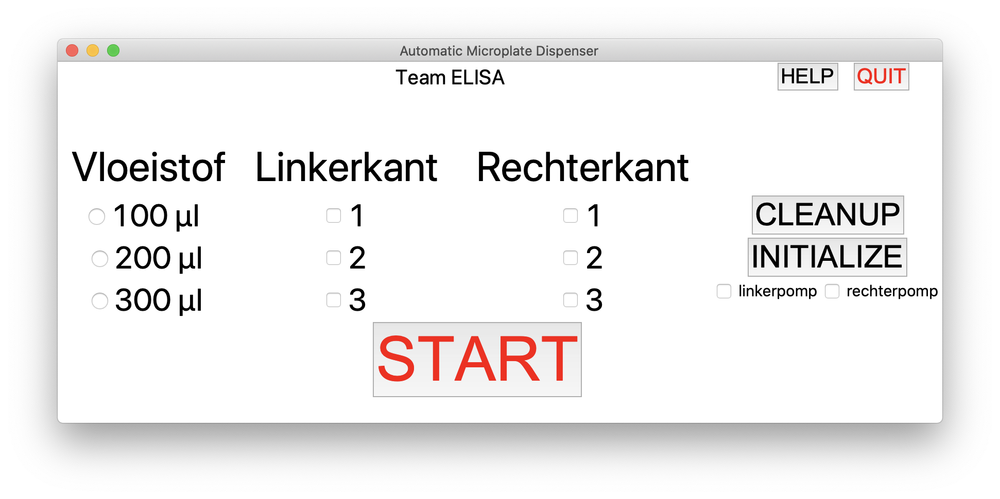 Automatic Microplate Dispenser
Team ELISA
HELP
QUIT
Vloeistof Linkerkant Rechterkant
100 µl 1 1 CLEANUP
200 µl 2 2 INITIALIZE
300 µl 3 3 linkerpomp rechterpomp
START